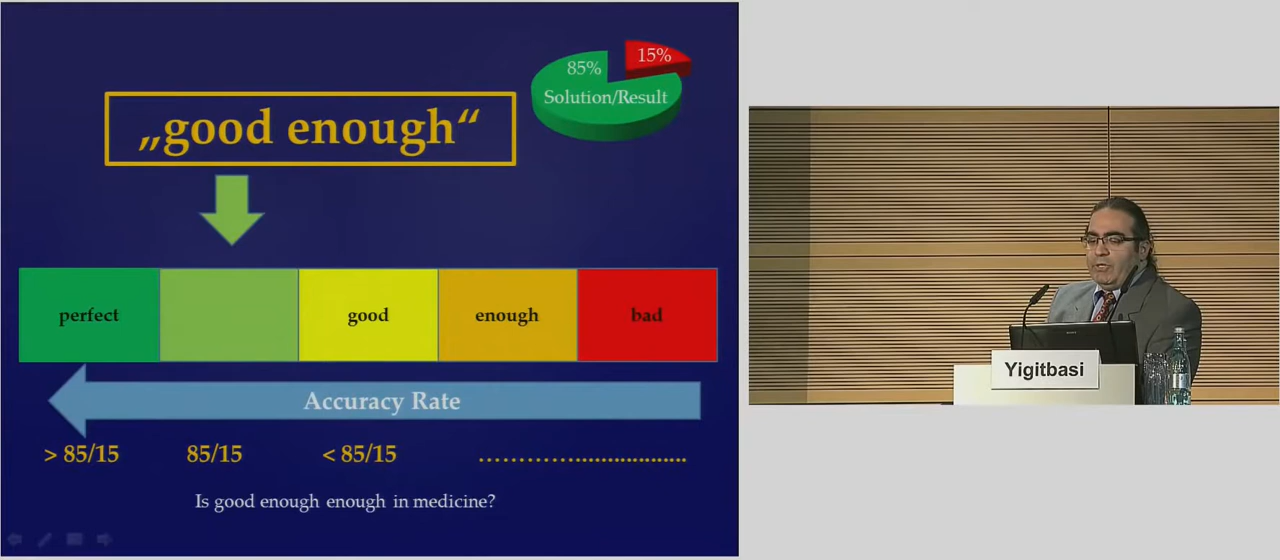 85%
15%
Solution/Result
„good enough“
perfect
good
enough
bad
Accuracy Rate
> 85/15
85/15
< 85/15
..............................
Is good enough enough in medicine?
Yigitbasi